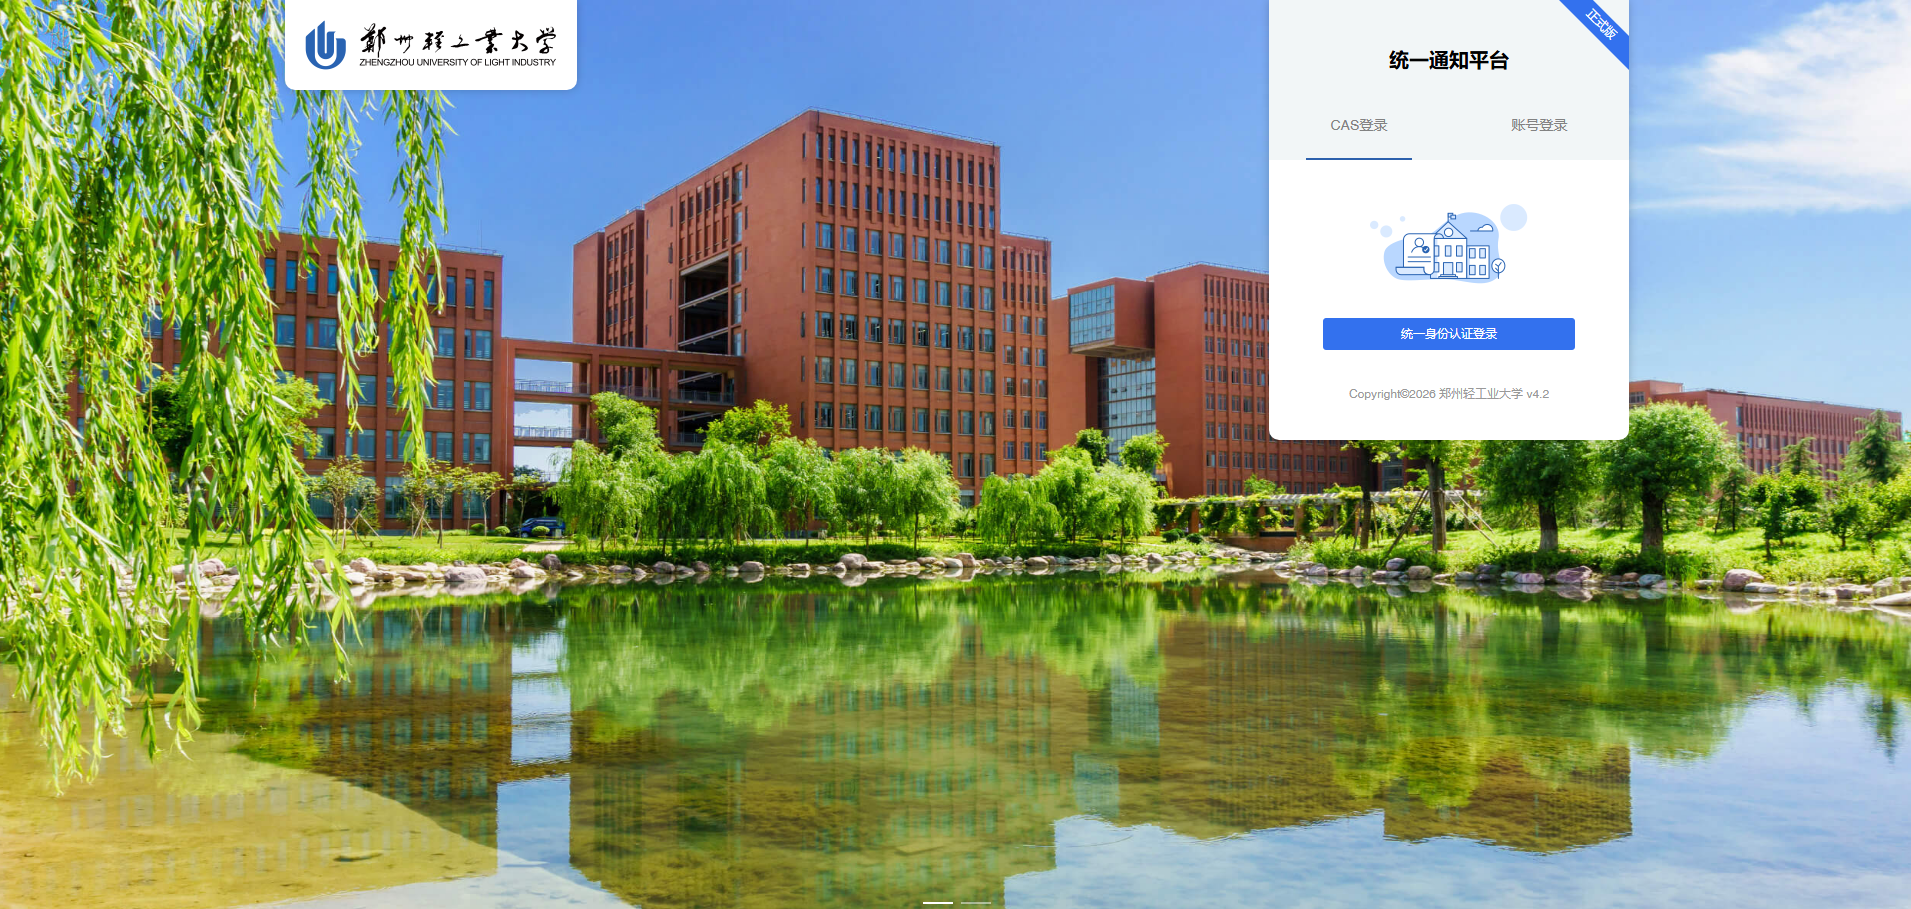 郑州轻工业大学
ZHENGZHOU UNIVERSITY OF LIGHT INDUSTRY
正式版
统一通知平台
CAS登录
账号登录
统一身份认证登录
Copyright©2026 郑州轻工业大学 v4.2